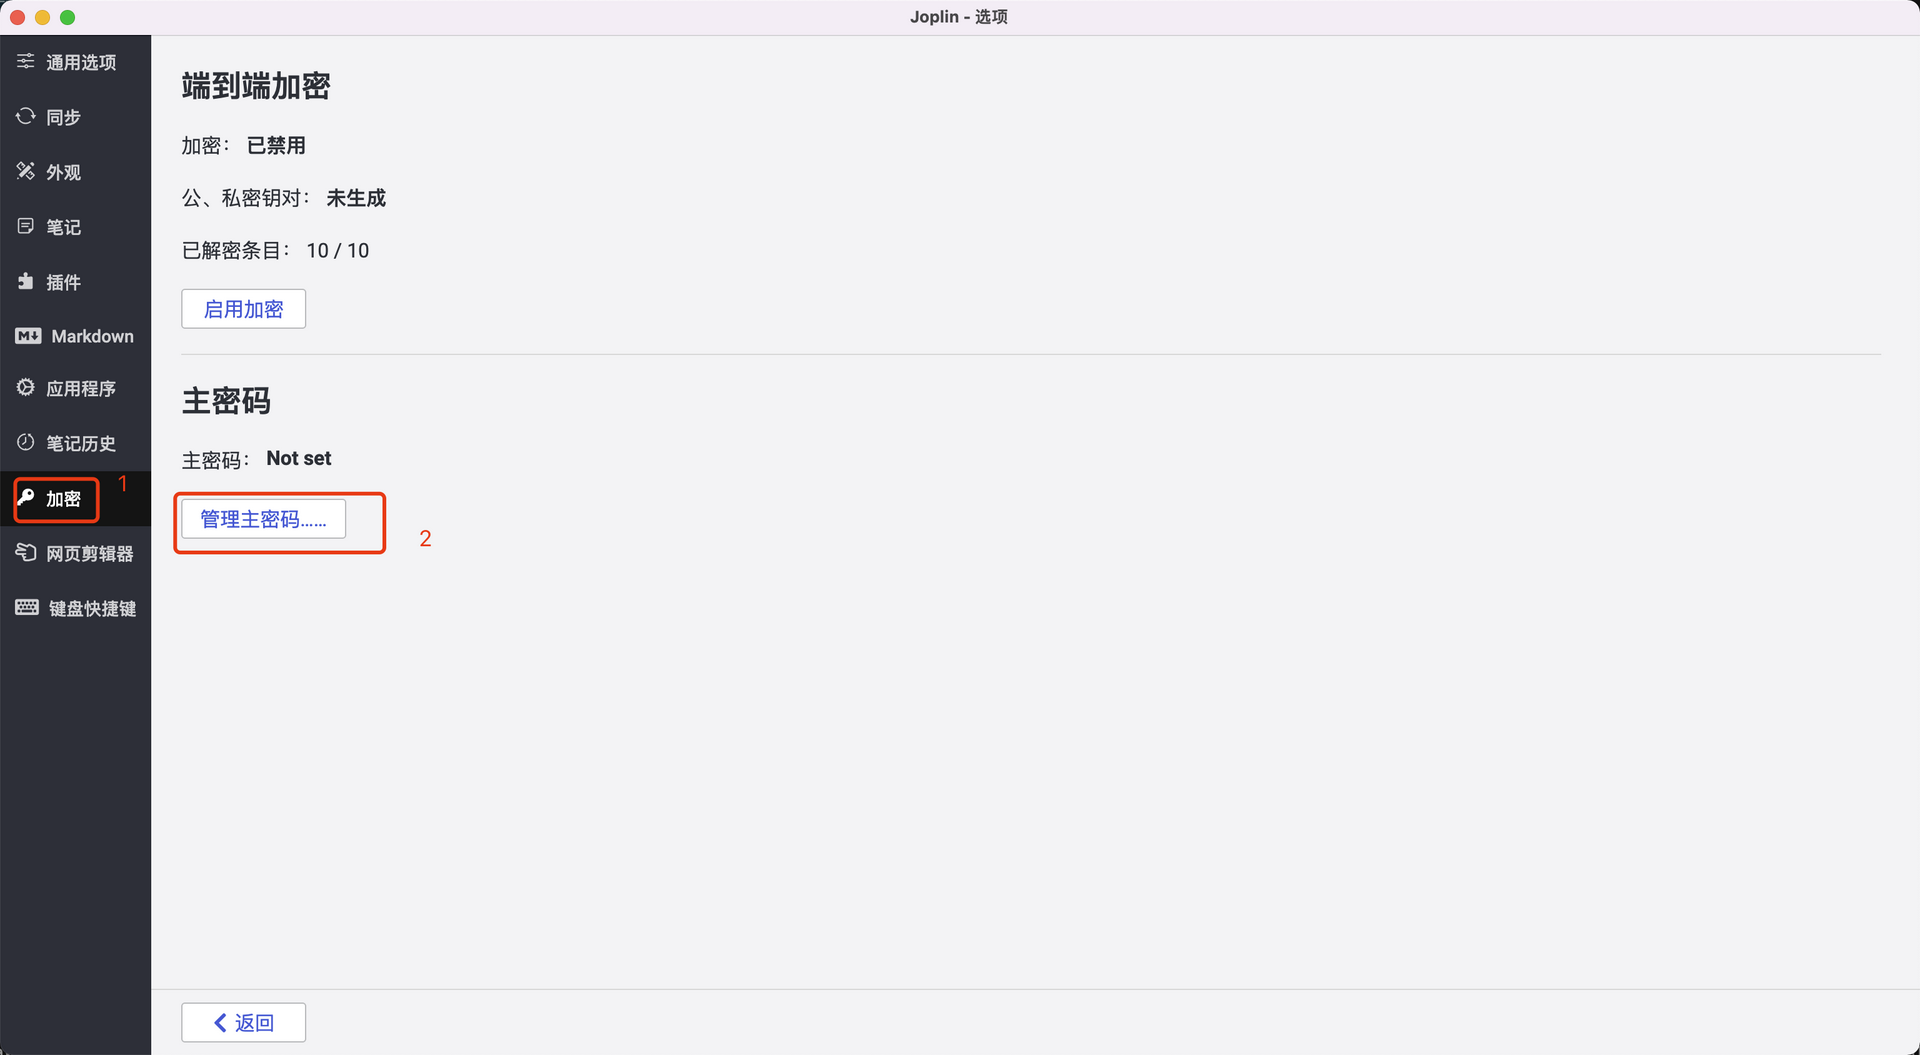 Joplin - 选项
通用选项
同步
外观
笔记
插件
Markdown
应用程序
笔记历史
加密
1
网页剪辑器
键盘快捷键
端到端加密
加密： 已禁用
公、私密钥对： 未生成
已解密条目： 10 / 10
启用加密
主密码
主密码： Not set
管理主密码......
2
返回